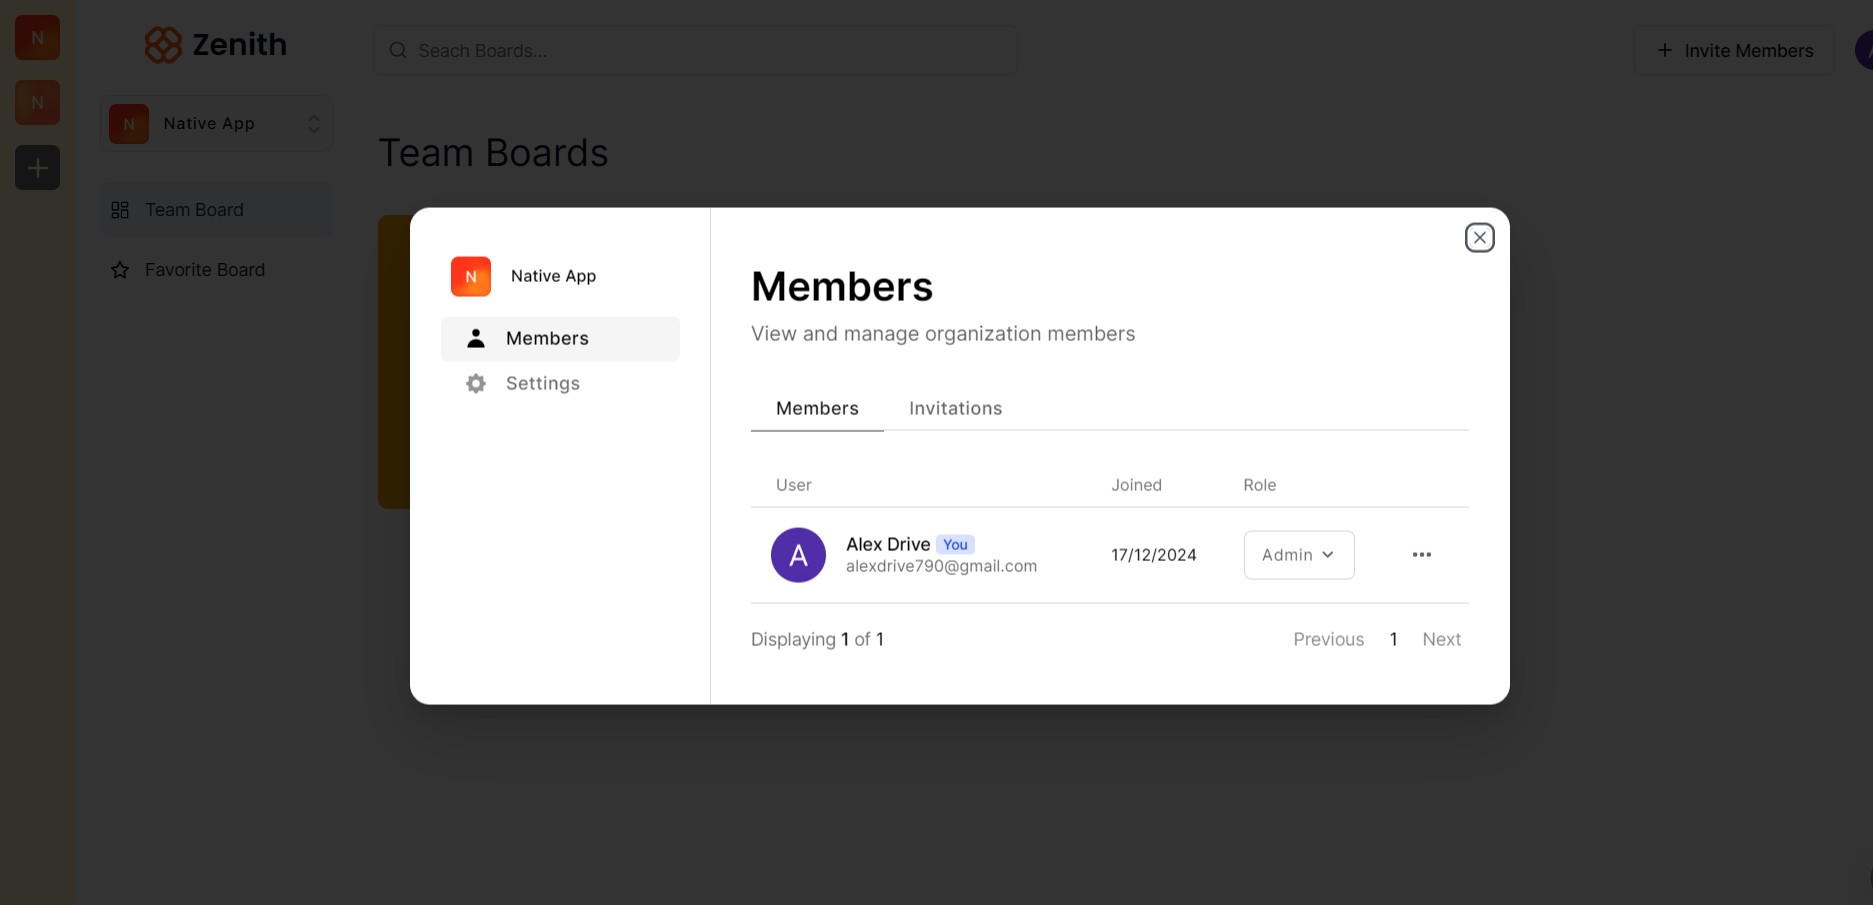 N
N
Zenith
Seach Boards...
Invite Members
N
Native App
Team Board
Favorite Board
Team Boards
N
Native App
Members
Settings
Members
View and manage organization members
Members
Invitations
User
Joined
Role
A
Alex Drive You
alexdrive790@gmail.com
17/12/2024
Admin
Displaying 1 of 1
Previous
1
Next